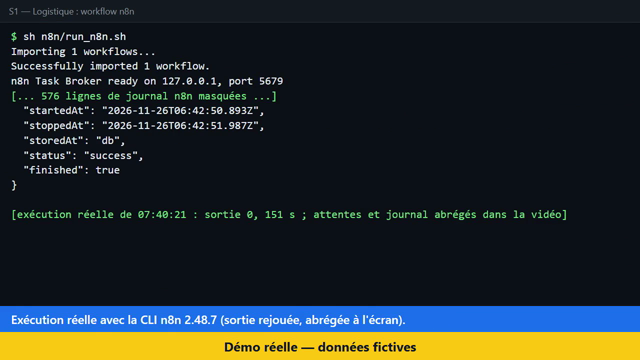 S1 — Logistique : workflow n8n
$ sh n8n/run_n8n.sh
Importing 1 workflows...
Successfully imported 1 workflow.
n8n Task Broker ready on 127.0.0.1, port 5679
[... 576 lignes de journal n8n masquées ...]
"startedAt": "2026-11-26T06:42:50.893Z",
"stoppedAt": "2026-11-26T06:42:51.987Z",
"storedAt": "db",
"status": "success",
"finished": true
}
[exécution réelle de 07:40:21 : sortie 0, 151 s ; attentes et journal abrégés dans la vidéo]
Exécution réelle avec la CLI n8n 2.48.7 (sortie rejouée, abrégée à l'écran).
Démo réelle — données fictives